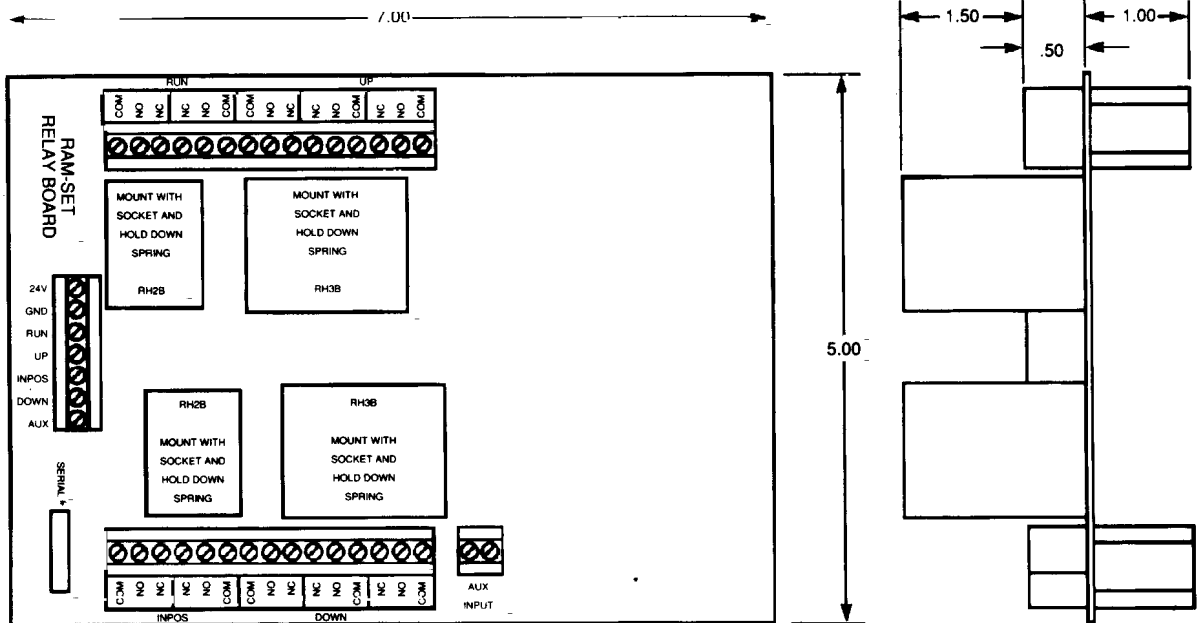 7.00
1.50
1.00
.50
RUN UP
COM NO NC NC NO COM COM NO NC NC NO COM NC NO COM
RAM-SET
RELAY BOARD
MOUNT WITH
SOCKET AND
HOLD DOWN
SPRING
RH2B
MOUNT WITH
SOCKET AND
HOLD DOWN
SPRING
RH3B
24V
GND
RUN
UP
INPOS
DOWN
AUX
5.00
RH2B
MOUNT WITH
SOCKET AND
HOLD DOWN
SPRING
RH3B
MOUNT WITH
SOCKET AND
HOLD DOWN
SPRING
SERIAL
COM NO NC NC NO COM COM NO NC NC NO COM NC NO COM
INPOS DOWN
AUX
INPUT